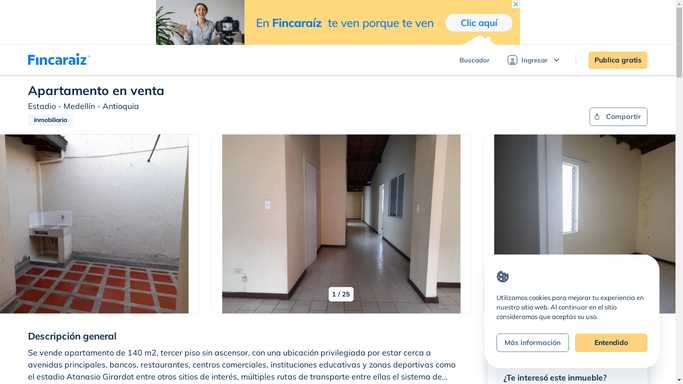 En Fincaraíz te ven porque te ven
Clic aquí
Fincaraíz
Buscador
Ingresar
Publica gratis
Apartamento en venta
Estadio - Medellín - Antioquia
Inmobiliaria
Compartir
1 / 25
Utilizamos cookies para mejorar tu experiencia en
nuestro sitio web. Al continuar en el sitio
consideramos que aceptas su uso.
Más información
Entendido
Descripción general
Se vende apartamento de 140 m2, tercer piso sin ascensor, con una ubicación privilegiada por estar cerca a
avenidas principales, bancos, restaurantes, centros comerciales, instituciones educativas y zonas deportivas como
el estadio Atanasio Girardot entre otros sitios de interés, múltiples rutas de transporte entre ellas el sistema de...
¿Te interesó este inmueble?